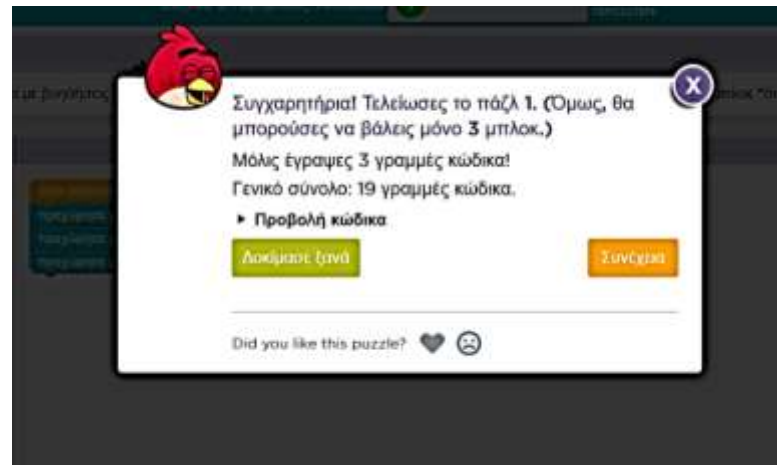 Συγχαρητήρια! Τελείωσες το πάζλ 1. (Όμως, θα
μπορούσες να βάλεις μόνο 3 μπλοκ.)
Μόλις έγραψες 3 γραμμές κώδικα!
Γενικό σύνολο: 19 γραμμές κώδικα.
Προβολή κώδικα
Δοκίμασε ξανά
Συνέχεια
Did you like this puzzle?
X